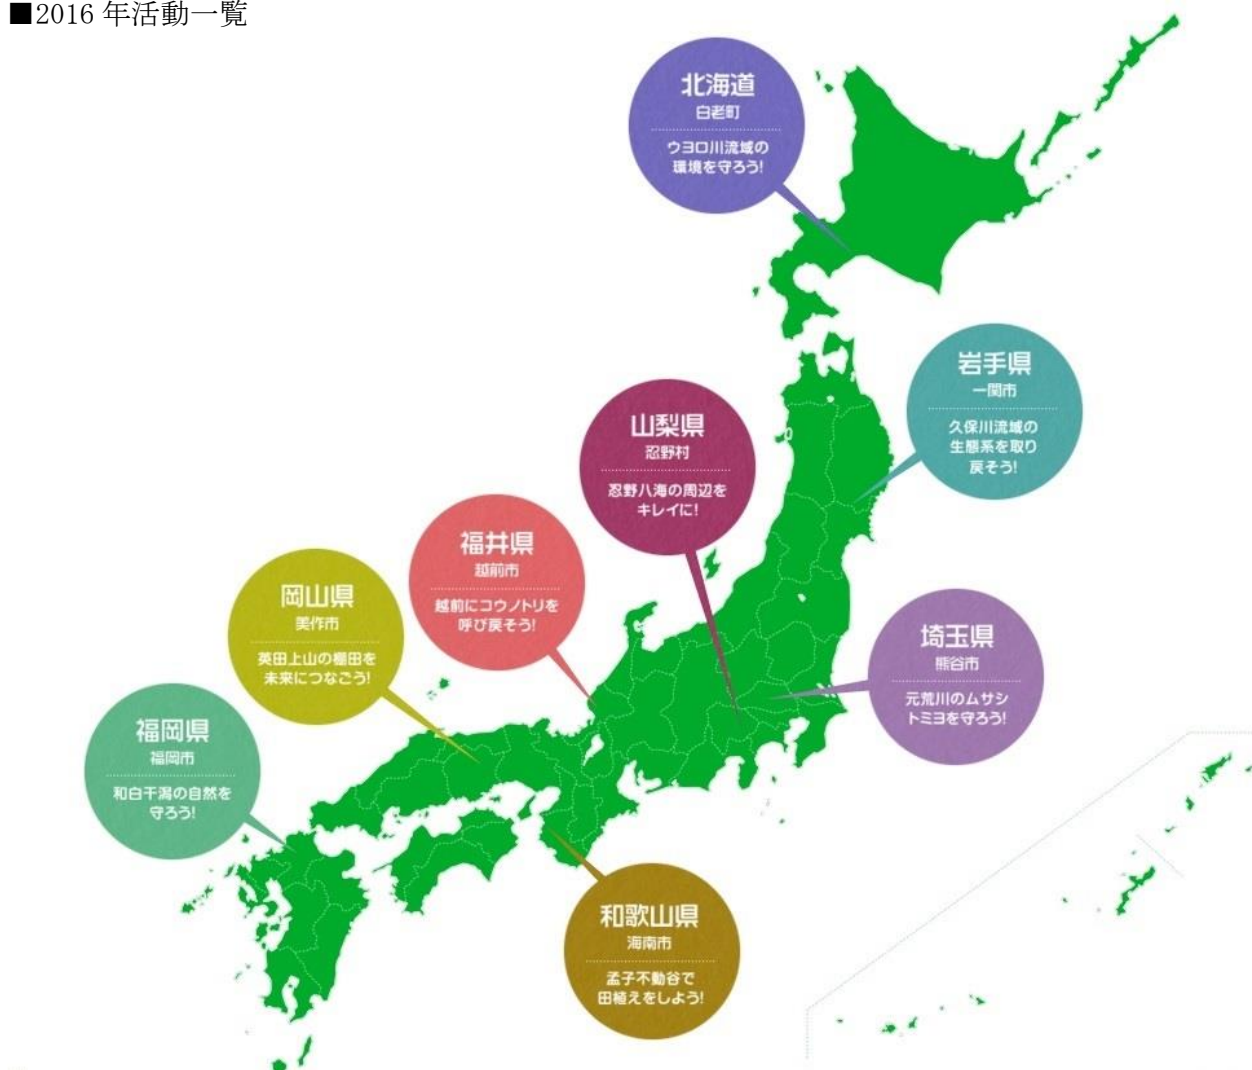 ■2016 年活動一覧
北海道
白老町
ウヨロ川流域の
環境を守ろう!
岩手県
一関市
久保川流域の
生態系を取り
戻そう!
山梨県
忍野村
忍野八海の周辺を
キレイに!
福井県
越前市
越前にコウノトリを
呼び戻そう!
岡山県
美作市
英田上山の棚田を
未来につなごう!
埼玉県
熊谷市
元荒川のムサシ
トミヨを守ろう!
福岡県
福岡市
和白干潟の自然を
守ろう!
和歌山県
海南市
孟子不動谷で
田植えをしよう!